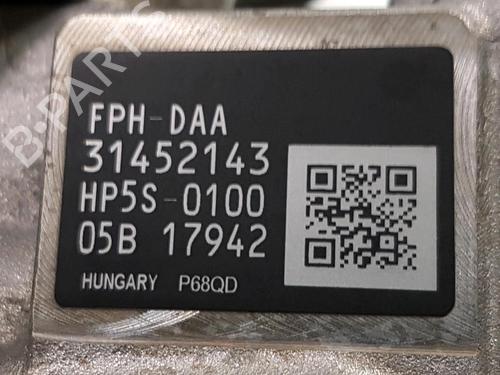 B-PARTS
FPH-DAA
31452143
HP5S-0100
05B 17942
HUNGARY P68QD